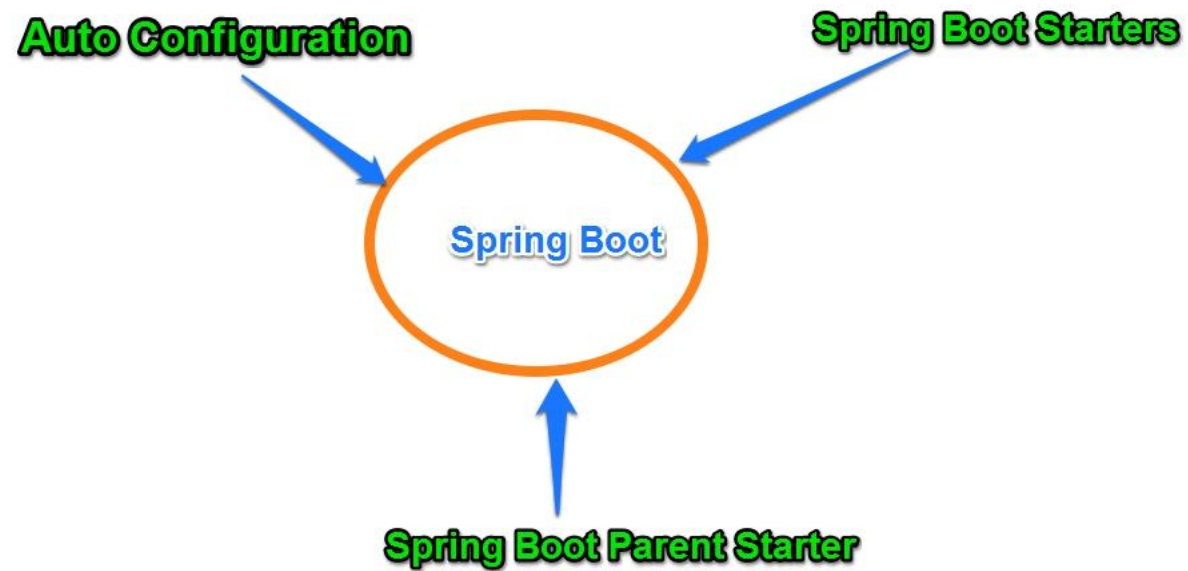 Auto Configuration
Spring Boot Starters
Spring Boot
Spring Boot Parent Starter